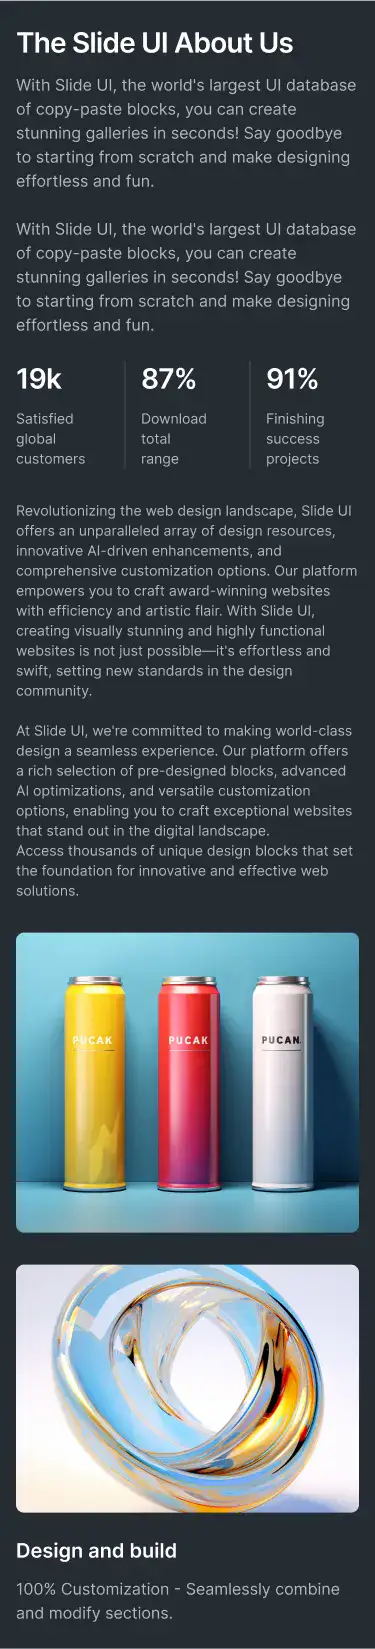 The Slide UI About Us
With Slide UI, the world's largest UI database
of copy-paste blocks, you can create
stunning galleries in seconds! Say goodbye
to starting from scratch and make designing
effortless and fun.
With Slide UI, the world's largest UI database
of copy-paste blocks, you can create
stunning galleries in seconds! Say goodbye
to starting from scratch and make designing
effortless and fun.
19k
Satisfied
global
customers
87%
Download
total
range
91%
Finishing
success
projects
Revolutionizing the web design landscape, Slide UI
offers an unparalleled array of design resources,
innovative AI-driven enhancements, and
comprehensive customization options. Our platform
empowers you to craft award-winning websites
with efficiency and artistic flair. With Slide UI,
creating visually stunning and highly functional
websites is not just possible—it's effortless and
swift, setting new standards in the design
community.
At Slide UI, we're committed to making world-class
design a seamless experience. Our platform offers
a rich selection of pre-designed blocks, advanced
AI optimizations, and versatile customization
options, enabling you to craft exceptional websites
that stand out in the digital landscape.
Access thousands of unique design blocks that set
the foundation for innovative and effective web
solutions.
PUCAK
PUCAK
PUCAN
Design and build
100% Customization - Seamlessly combine
and modify sections.